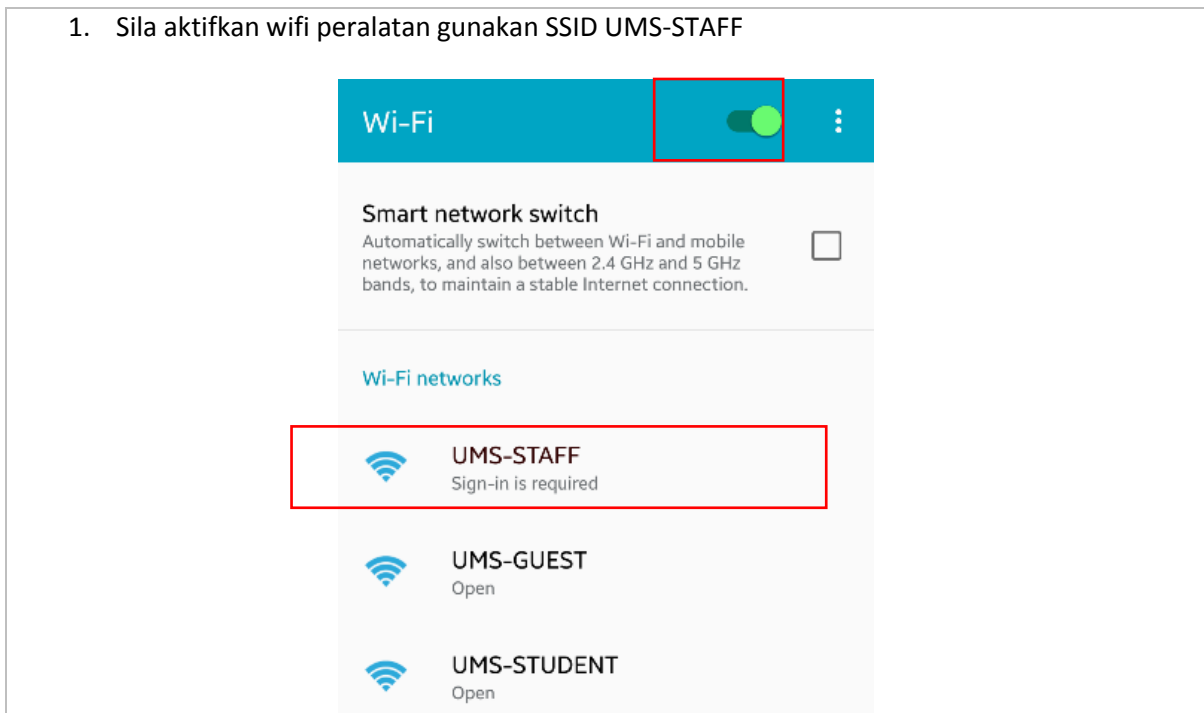 1. Sila aktifkan wifi peralatan gunakan SSID UMS-STAFF
Wi-Fi
Smart network switch
Automatically switch between Wi-Fi and mobile
networks, and also between 2.4 GHz and 5 GHz
bands, to maintain a stable Internet connection.
Wi-Fi networks
UMS-STAFF
Sign-in is required
UMS-GUEST
Open
UMS-STUDENT
Open